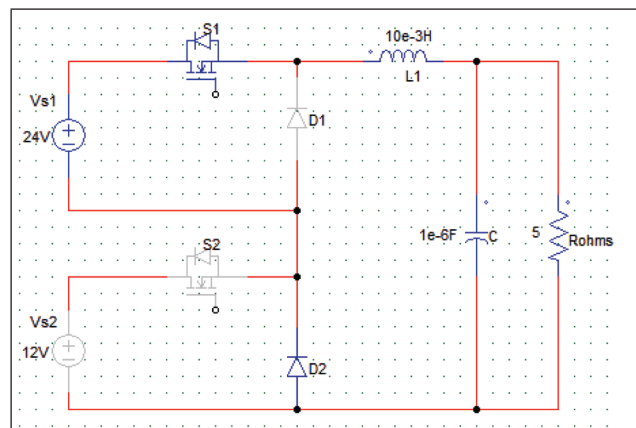 S1
10e-3H
L1
Vs1
24V
D1
S2
1e-6F
C
5
Rohms
Vs2
12V
D2